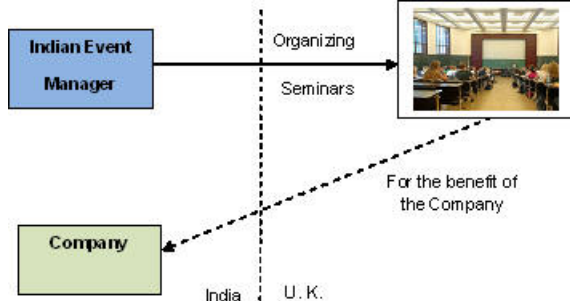 Indian Event
Manager
Organizing
Seminars
For the benefit of
the Company
Company
India
U. K.